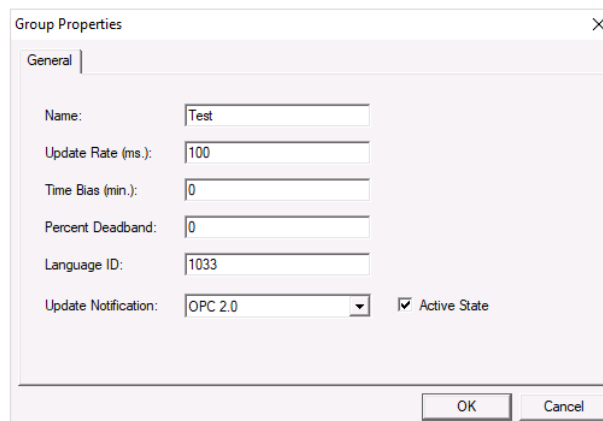 Group Properties
General
Name: Test
Update Rate (ms.): 100
Time Bias (min.): 0
Percent Deadband: 0
Language ID: 1033
Update Notification: OPC 2.0 Active State
OK Cancel